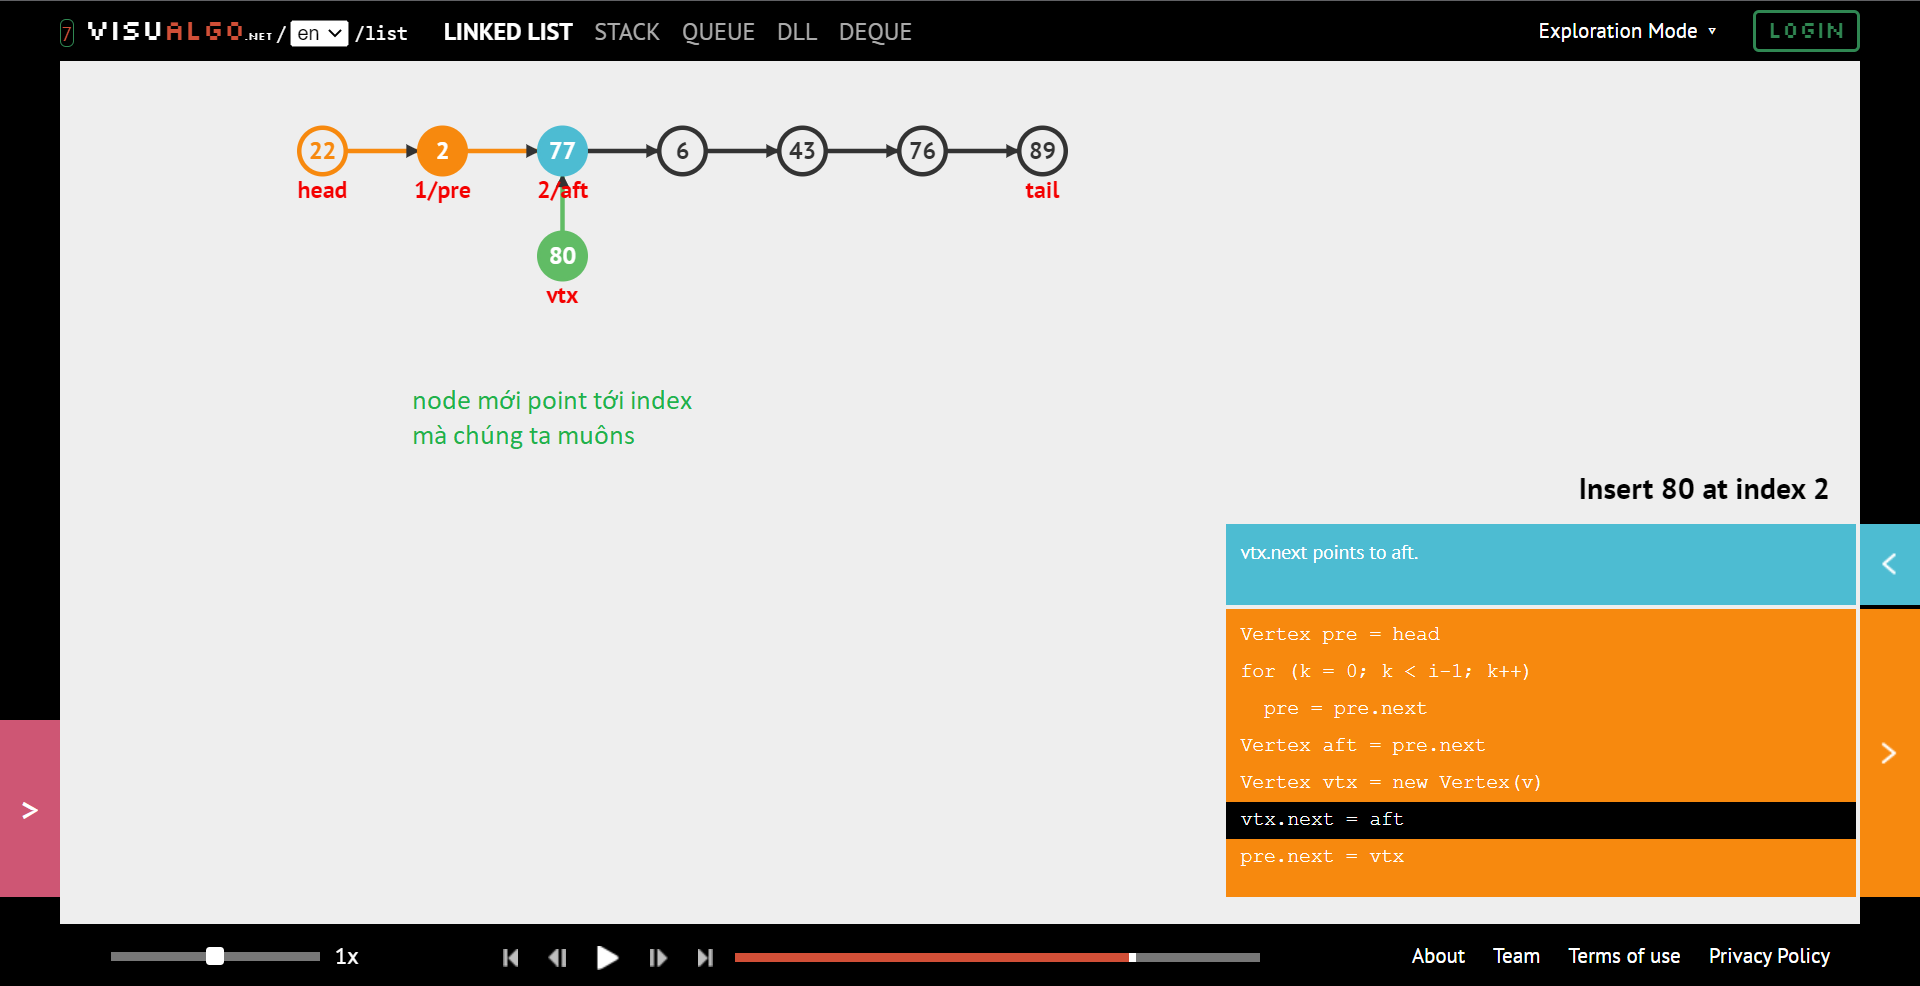 7 VISUALGO.NET/ en /list LINKED LIST STACK QUEUE DLL DEQUE Exploration Mode ▼ LOGIN
22 2 77 6 43 76 89
head 1/pre 2/aft tail
80
vtx
node mới point tới index
mà chúng ta muôns
Insert 80 at index 2
vtx.next points to aft.
Vertex pre = head
for (k = 0; k < i-1; k++)
pre = pre.next
Vertex aft = pre.next
Vertex vtx = new Vertex(v)
vtx.next = aft
pre.next = vtx
1x About Team Terms of use Privacy Policy